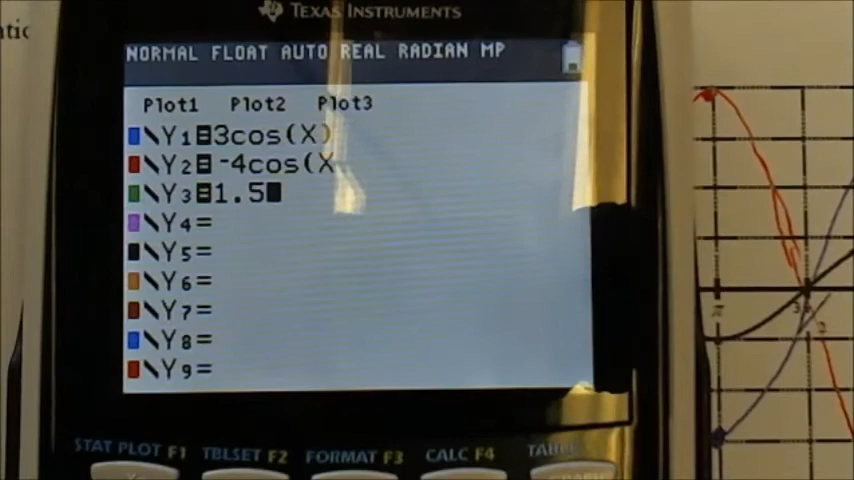 TEXAS INSTRUMENTS
NORMAL FLOAT AUTO REAL RADIAN MP
Plot1 Plot2 Plot3
\Y1=3cos(X)
\Y2=-4cos(X
\Y3=1.5
\Y4=
\Y5=
\Y6=
\Y7=
\Y8=
\Y9=
STAT PLOT F1 TBLSET F2 FORMAT F3 CALC F4
π